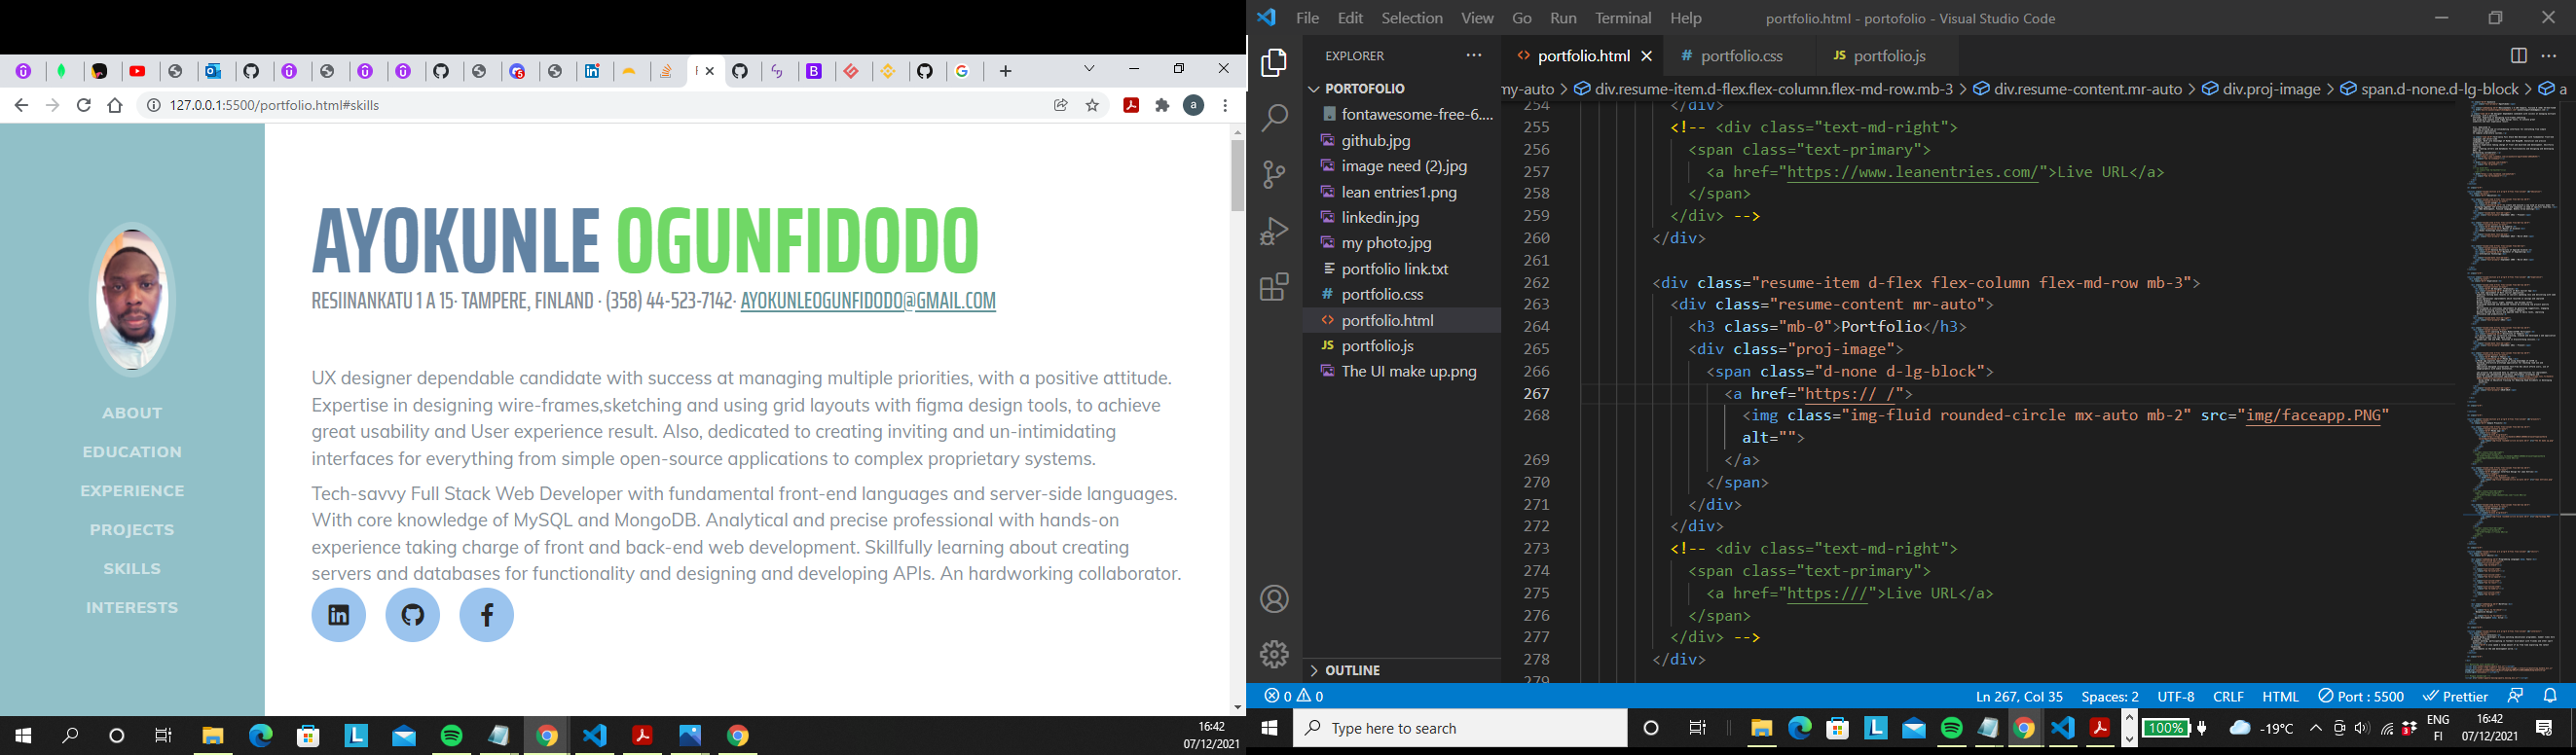 127.0.0.1:5500/portfolio.html#skills
AYOKUNLE OGUNFIDODO
RESIINANKATU 1 A 15· TAMPERE, FINLAND · (358) 44-523-7142· AYOKUNLEOGUNFIDODO@GMAIL.COM
UX designer dependable candidate with success at managing multiple priorities, with a positive attitude.
Expertise in designing wire-frames,sketching and using grid layouts with figma design tools, to achieve
great usability and User experience result. Also, dedicated to creating inviting and un-intimidating
interfaces for everything from simple open-source applications to complex proprietary systems.
Tech-savvy Full Stack Web Developer with fundamental front-end languages and server-side languages.
With core knowledge of MySQL and MongoDB. Analytical and precise professional with hands-on
experience taking charge of front and back-end web development. Skillfully learning about creating
servers and databases for functionality and designing and developing APIs. An hardworking collaborator.
ABOUT
EDUCATION
EXPERIENCE
PROJECTS
SKILLS
INTERESTS
16:42
07/12/2021
File Edit Selection View Go Run Terminal Help
portfolio.html - portofolio - Visual Studio Code
EXPLORER
PORTOFOLIO
fontawesome-free-6....
github.jpg
image need (2).jpg
lean entries1.png
linkedin.jpg
my photo.jpg
portfolio link.txt
portfolio.css
portfolio.html
portfolio.js
The UI make up.png
OUTLINE
portfolio.html
portfolio.css
portfolio.js
my-auto > div.resume-item.d-flex.flex-column.flex-md-row.mb-3 > div.resume-content.mr-auto > div.proj-image > span.d-none.d-lg-block > a
254 </div>
255 <!-- <div class="text-md-right">
256 <span class="text-primary">
257 <a href="https://www.leanentries.com/">Live URL</a>
258 </span>
259 </div> -->
260 </div>
261
262 <div class="resume-item d-flex flex-column flex-md-row mb-3">
263 <div class="resume-content mr-auto">
264 <h3 class="mb-0">Portfolio</h3>
265 <div class="proj-image">
266 <span class="d-none d-lg-block">
267 <a href="https:// /">
268 <img class="img-fluid rounded-circle mx-auto mb-2" src="img/faceapp.PNG"
alt="">
269 </a>
270 </span>
271 </div>
272 </div>
273 <!-- <div class="text-md-right">
274 <span class="text-primary">
275 <a href="https:///">Live URL</a>
276 </span>
277 </div> -->
278 </div>
279
0 0
Ln 267, Col 35 Spaces: 2 UTF-8 CRLF HTML Port : 5500 Prettier
Type here to search
100%
-19°C
ENG
FI
16:42
07/12/2021